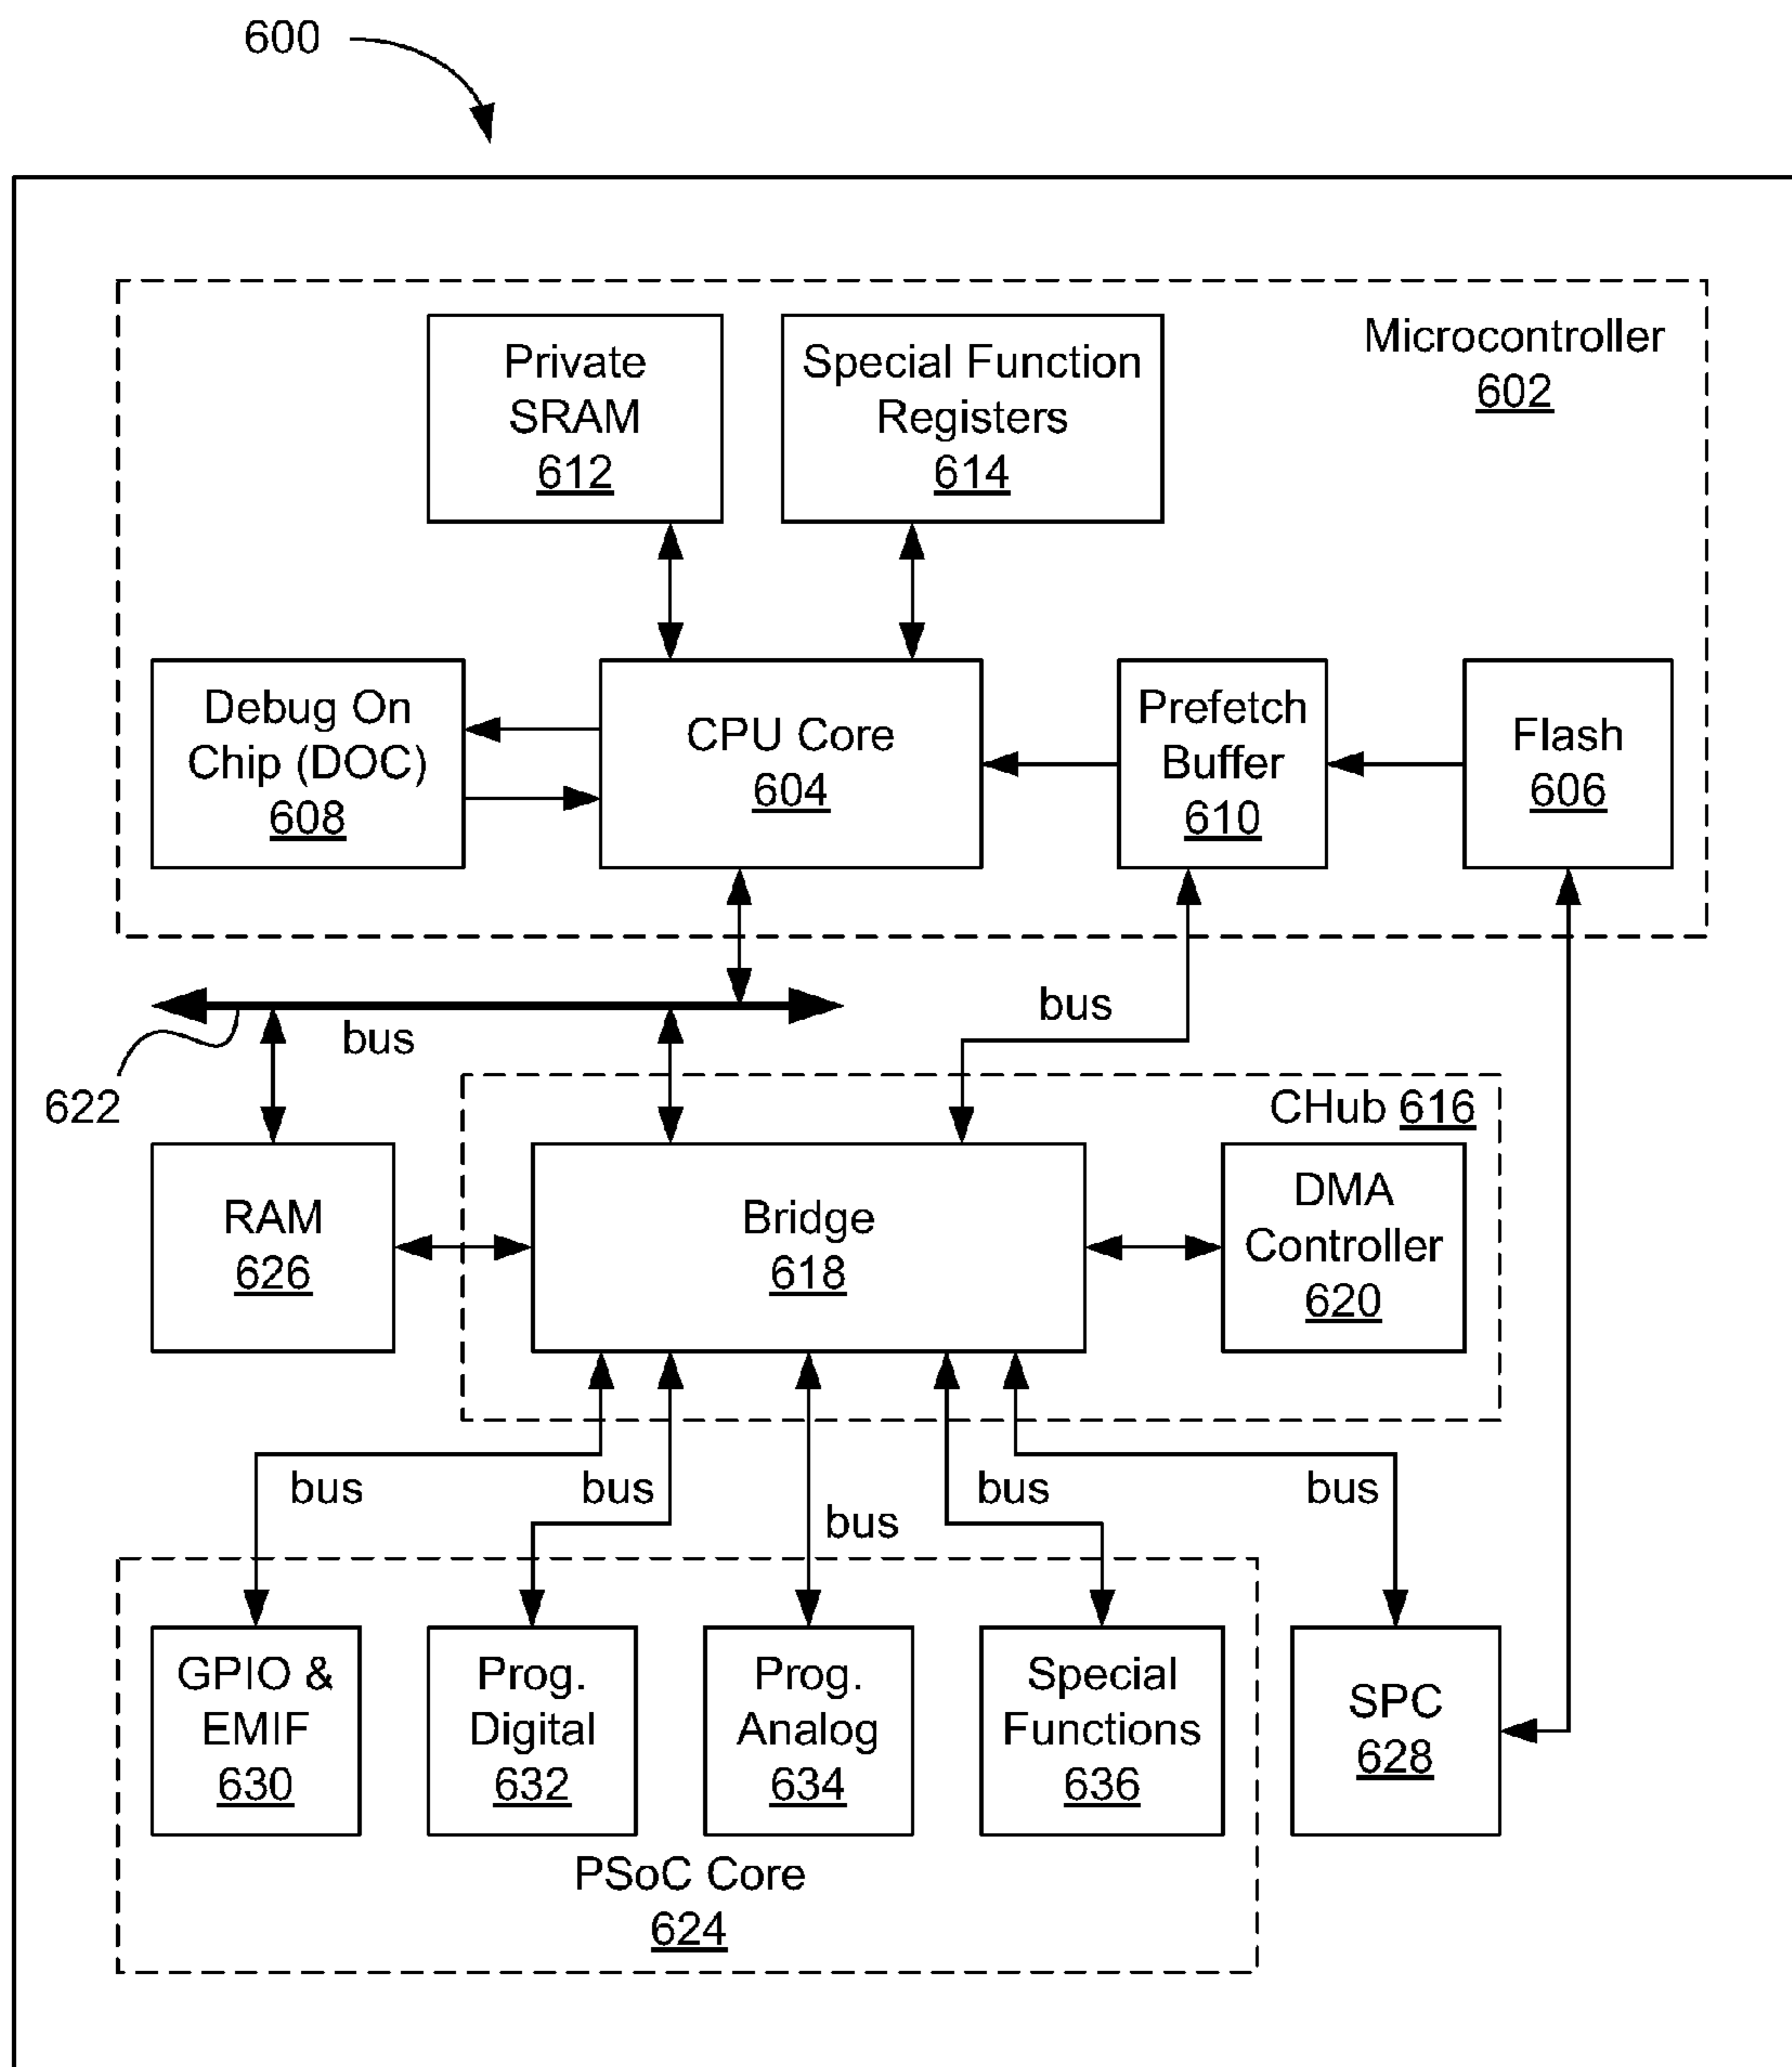 600
Microcontroller
602
Private
SRAM
612
Special Function
Registers
614
Debug On
Chip (DOC)
608
CPU Core
604
Prefetch
Buffer
610
Flash
606
bus
bus
622
CHub 616
RAM
626
Bridge
618
DMA
Controller
620
bus
bus
bus
bus
bus
GPIO &
EMIF
630
Prog.
Digital
632
Prog.
Analog
634
Special
Functions
636
SPC
628
PSoC Core
624